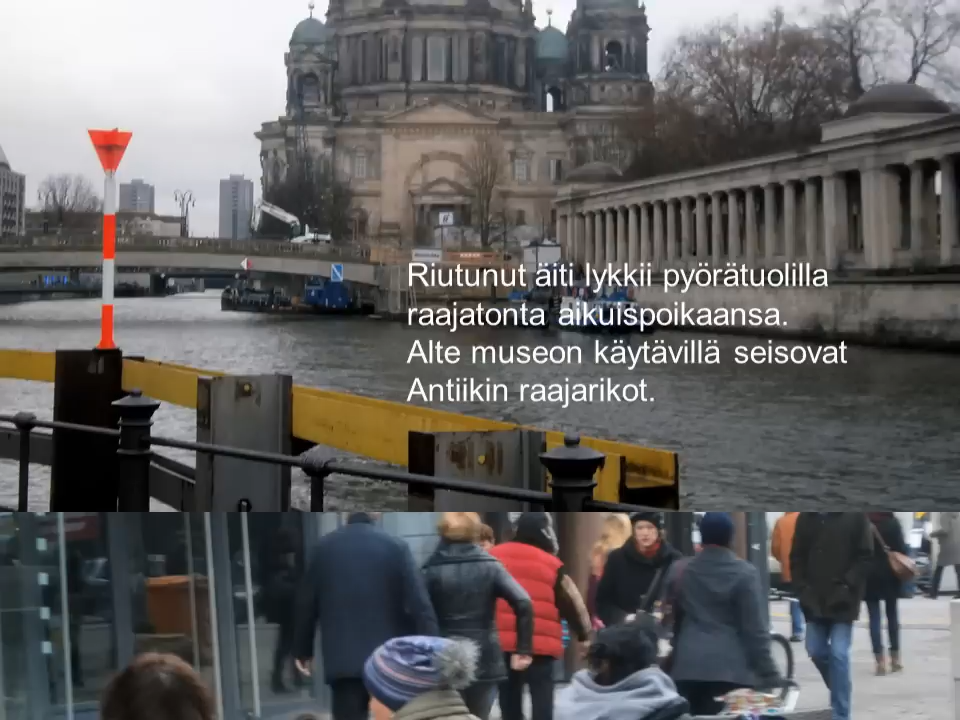 Riutunut äiti lykkii pyörätuolilla
raajatonta aikuispoikaansa.
Alte museon käytävillä seisovat
Antiikin raajarikot.